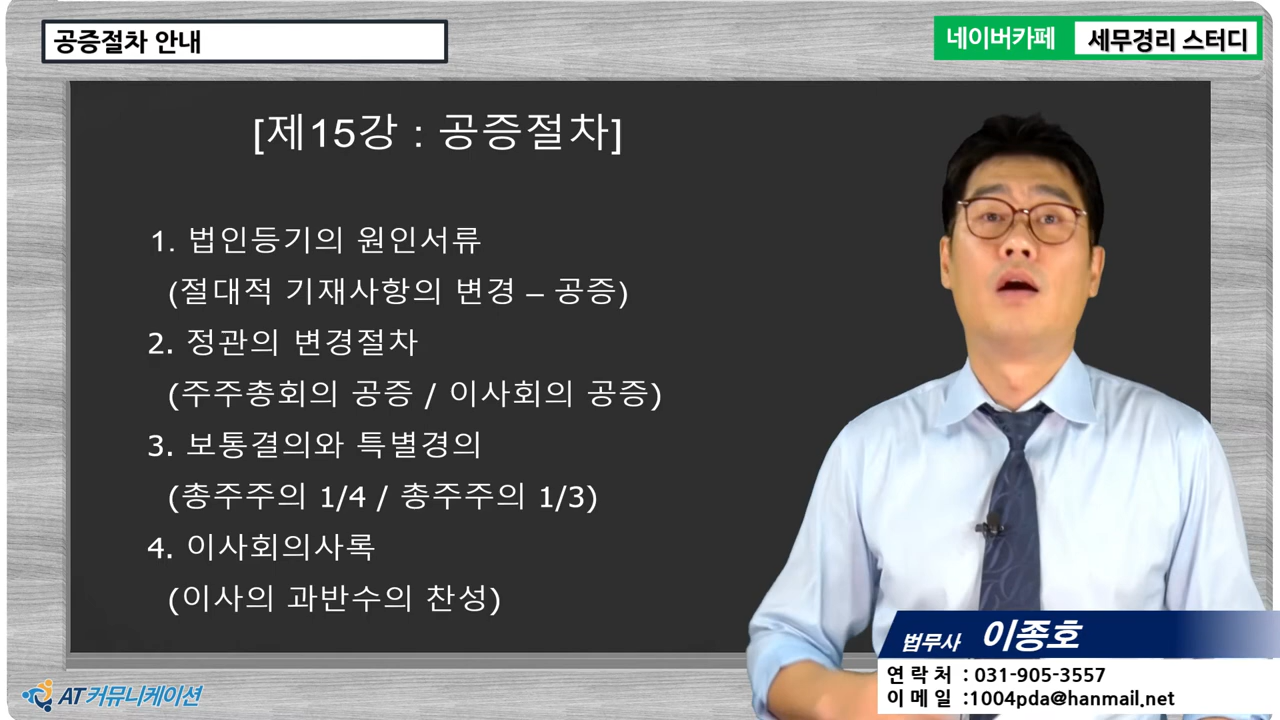 공증절차 안내
네이버카페 세무경리 스터디
[제15강 : 공증절차]
1. 법인등기의 원인서류
(절대적 기재사항의 변경 – 공증)
2. 정관의 변경절차
(주주총회의 공증 / 이사회의 공증)
3. 보통결의와 특별경의
(총주주의 1/4 / 총주주의 1/3)
4. 이사회의사록
(이사의 과반수의 찬성)
법무사 이종호
연 락 처 : 031-905-3557
이 메 일 :1004pda@hanmail.net
AT커뮤니케이션